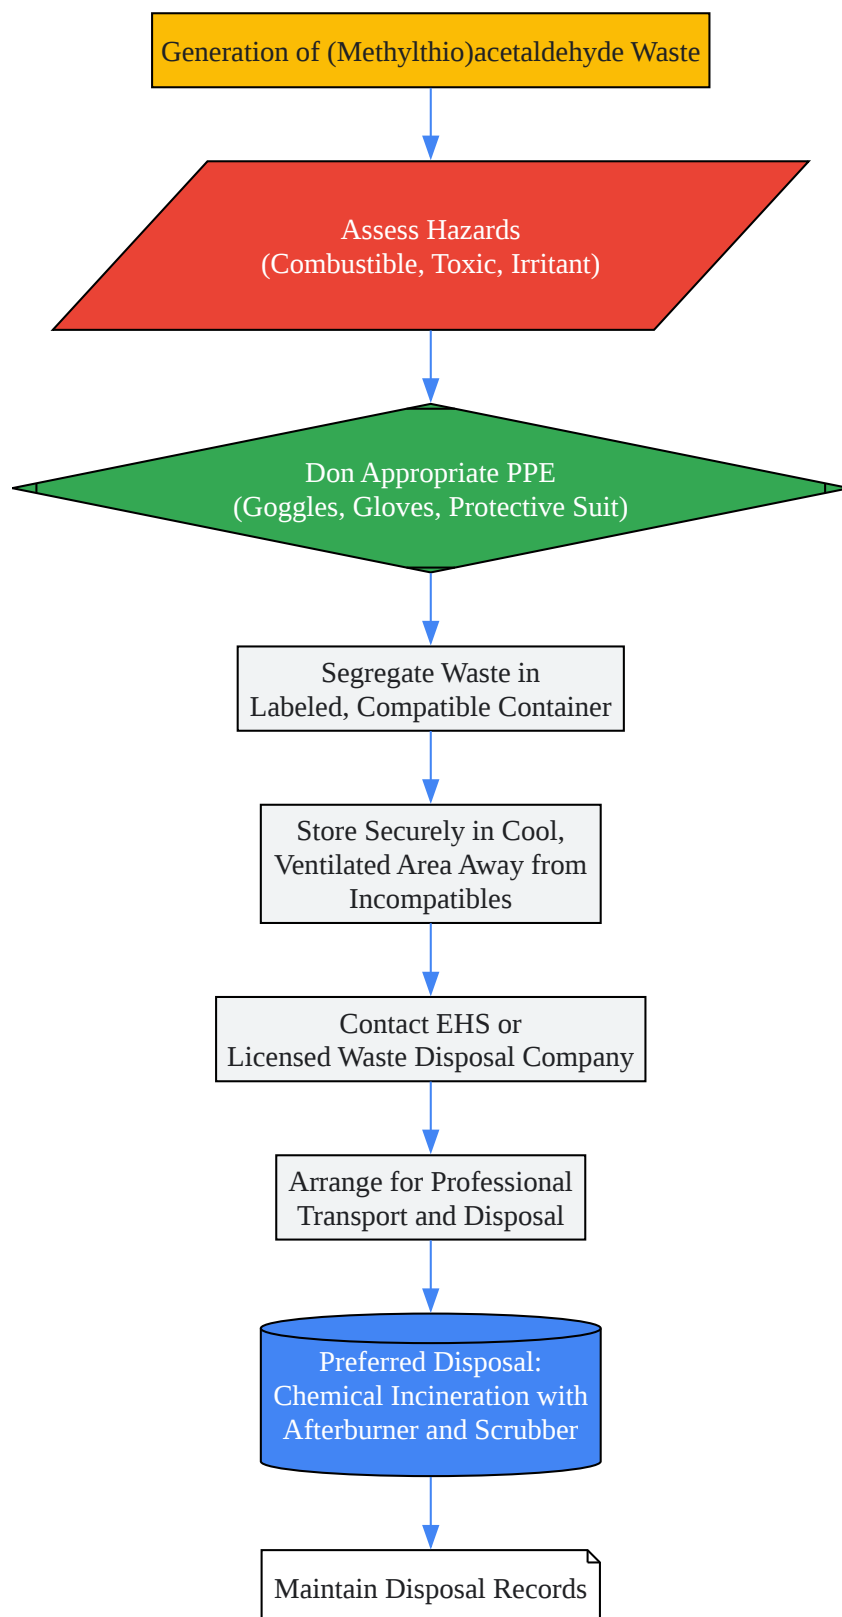 Generation of (Methylthio)acetaldehyde Waste
Assess Hazards
(Combustible, Toxic, Irritant)
Don Appropriate PPE
(Goggles, Gloves, Protective Suit)
Segregate Waste in
Labeled, Compatible Container
Store Securely in Cool,
Ventilated Area Away from
Incompatibles
Contact EHS or
Licensed Waste Disposal Company
Arrange for Professional
Transport and Disposal
Preferred Disposal:
Chemical Incineration with
Afterburner and Scrubber
Maintain Disposal Records